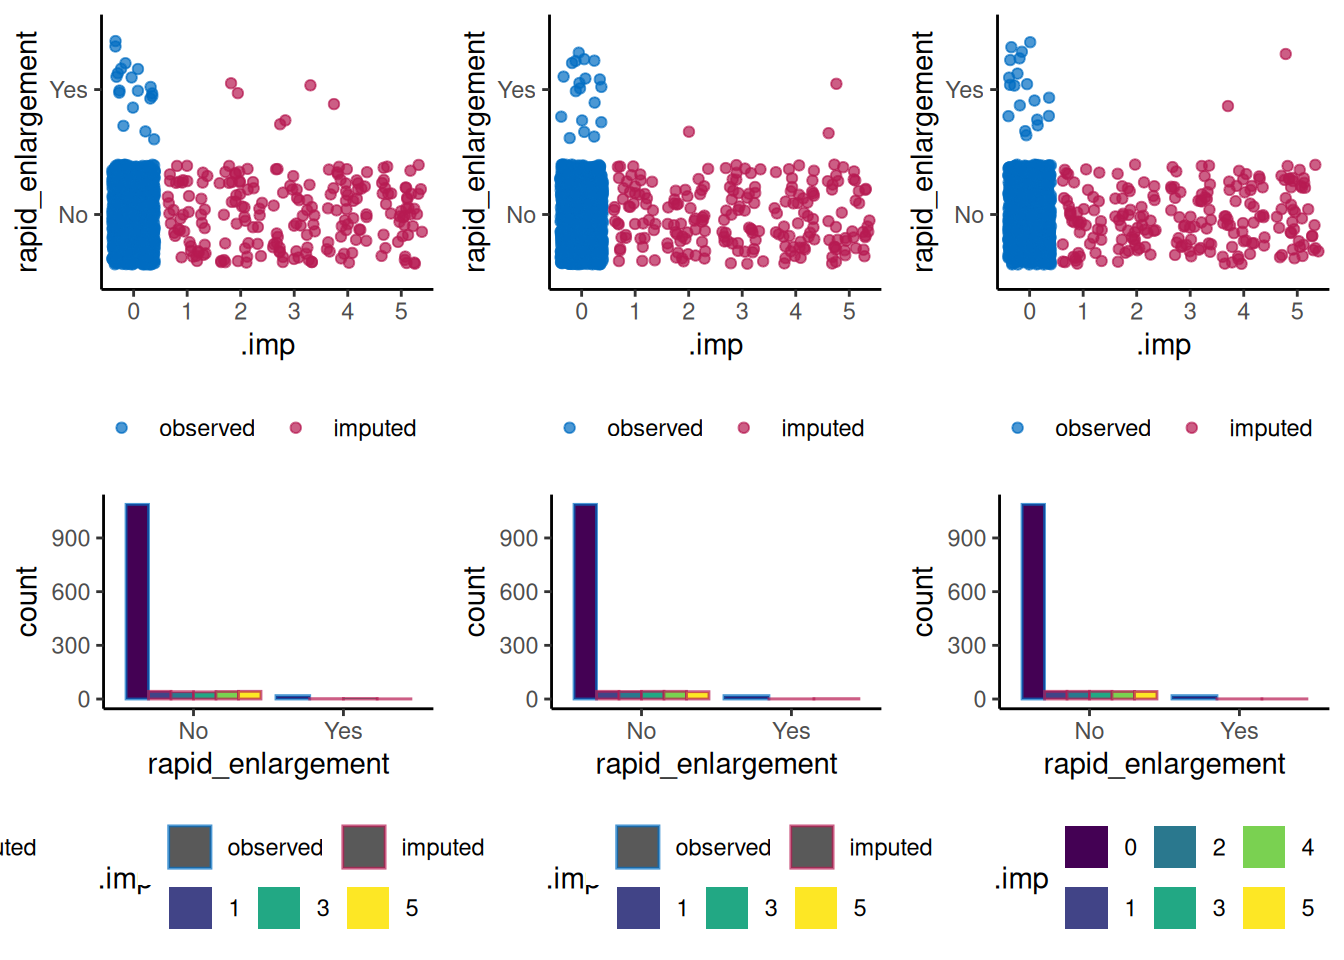 rapid_enlargement
Yes
No
0 1 2 3 4 5
.imp
observed imputed
rapid_enlargement
Yes
No
0 1 2 3 4 5
.imp
observed imputed
rapid_enlargement
Yes
No
0 1 2 3 4 5
.imp
observed imputed
count
900
600
300
0
No Yes
rapid_enlargement
count
900
600
300
0
No Yes
rapid_enlargement
count
900
600
300
0
No Yes
rapid_enlargement
observed imputed
.imp
1 3 5
observed imputed
.imp
1 3 5
0 2 4
.imp
1 3 5